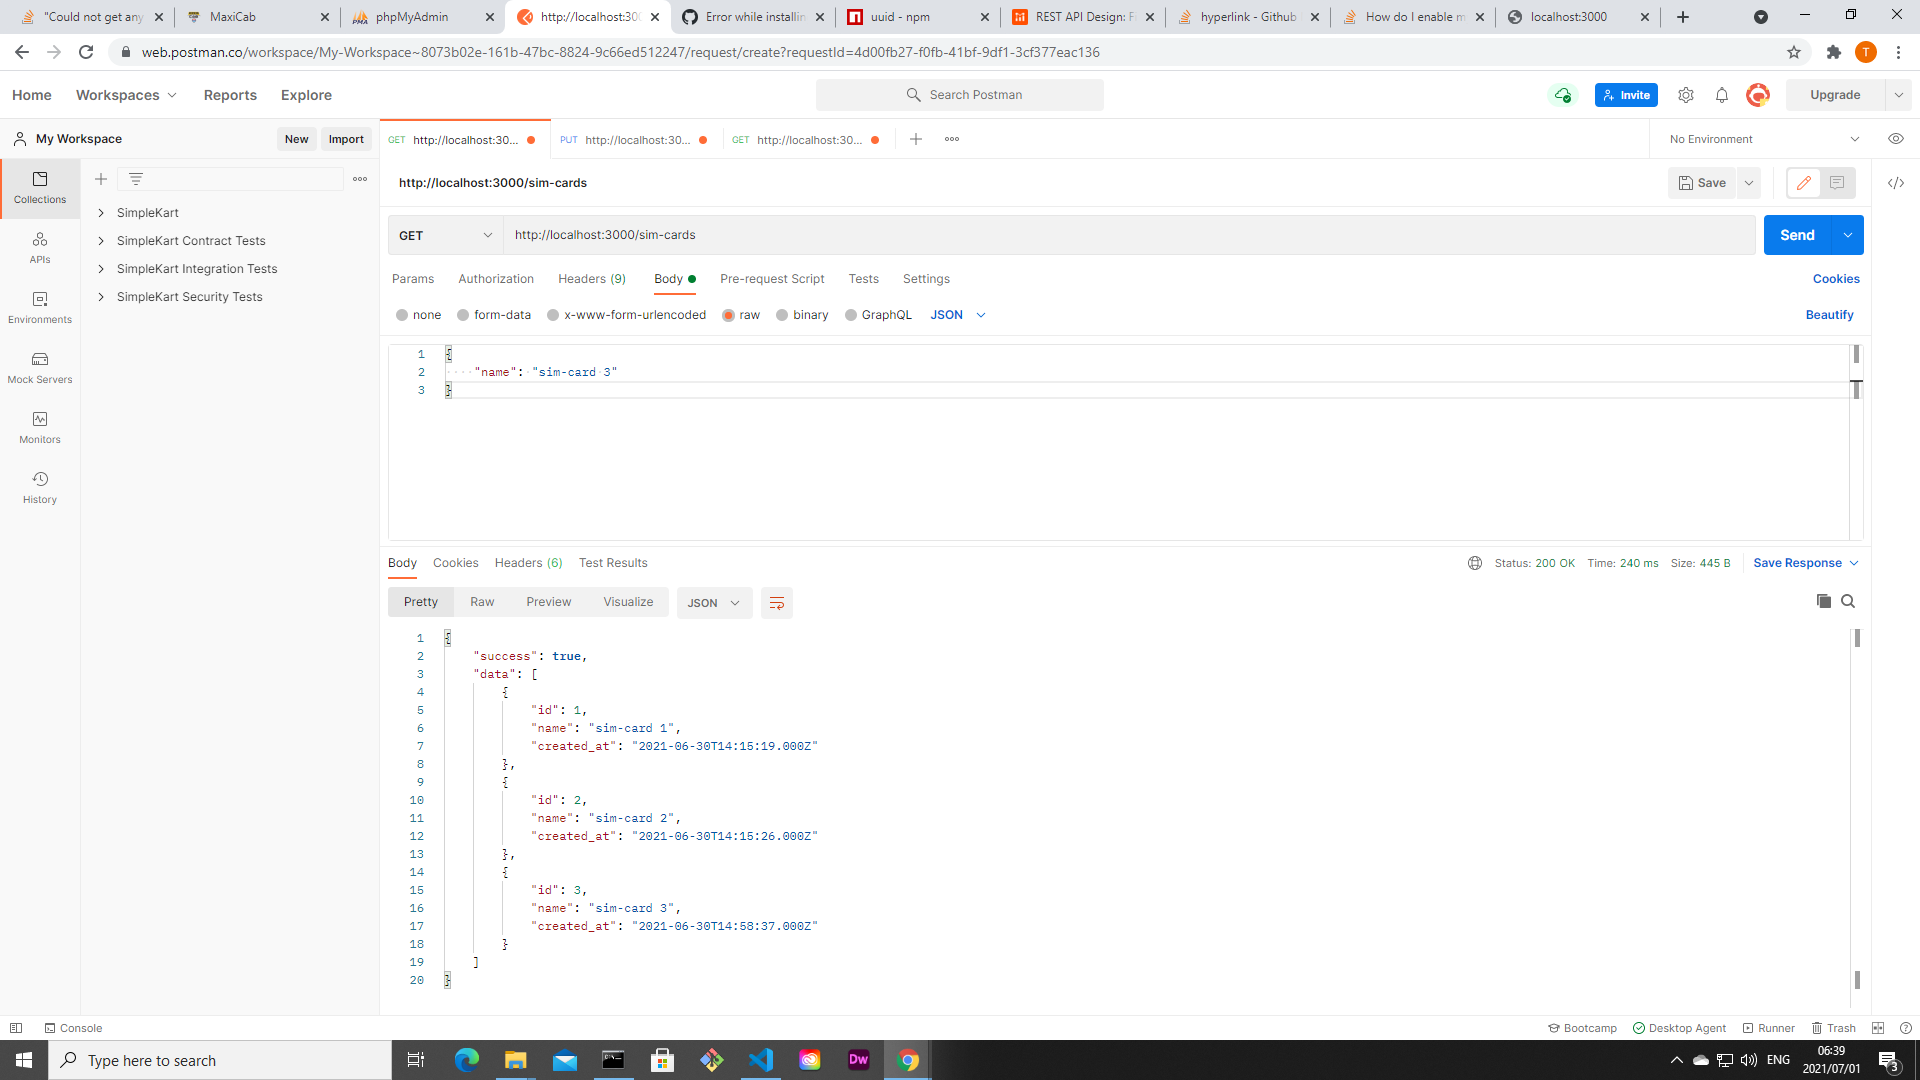 "Could not get any
MaxiCab
phpMyAdmin
http://localhost:300
Error while installin
uuid - npm
REST API Design: F
hyperlink - Github
How do I enable m
localhost:3000
web.postman.co/workspace/My-Workspace~8073b02e-161b-47bc-8824-9c66ed512247/request/create?requestId=4d00fb27-f0fb-41bf-9df1-3cf377eac136
T
Home Workspaces Reports Explore
Search Postman
Invite
Upgrade
My Workspace
New Import
GET http://localhost:30...
PUT http://localhost:30...
GET http://localhost:30...
No Environment
Collections
APIs
Environments
Mock Servers
Monitors
History
SimpleKart
SimpleKart Contract Tests
SimpleKart Integration Tests
SimpleKart Security Tests
http://localhost:3000/sim-cards
Save
GET http://localhost:3000/sim-cards
Send
Params Authorization Headers (9) Body Pre-request Script Tests Settings
Cookies
none form-data x-www-form-urlencoded raw binary GraphQL JSON
Beautify
1 {
2 "name": "sim-card 3"
3 }
Body Cookies Headers (6) Test Results
Status: 200 OK Time: 240 ms Size: 445 B Save Response
Pretty Raw Preview Visualize JSON
1 {
2 "success": true,
3 "data": [
4 {
5 "id": 1,
6 "name": "sim-card 1",
7 "created_at": "2021-06-30T14:15:19.000Z"
8 },
9 {
10 "id": 2,
11 "name": "sim-card 2",
12 "created_at": "2021-06-30T14:15:26.000Z"
13 },
14 {
15 "id": 3,
16 "name": "sim-card 3",
17 "created_at": "2021-06-30T14:58:37.000Z"
18 }
19 ]
20 }
Console
Bootcamp Desktop Agent Runner Trash
Type here to search
Dw
ENG
06:39
2021/07/01
3